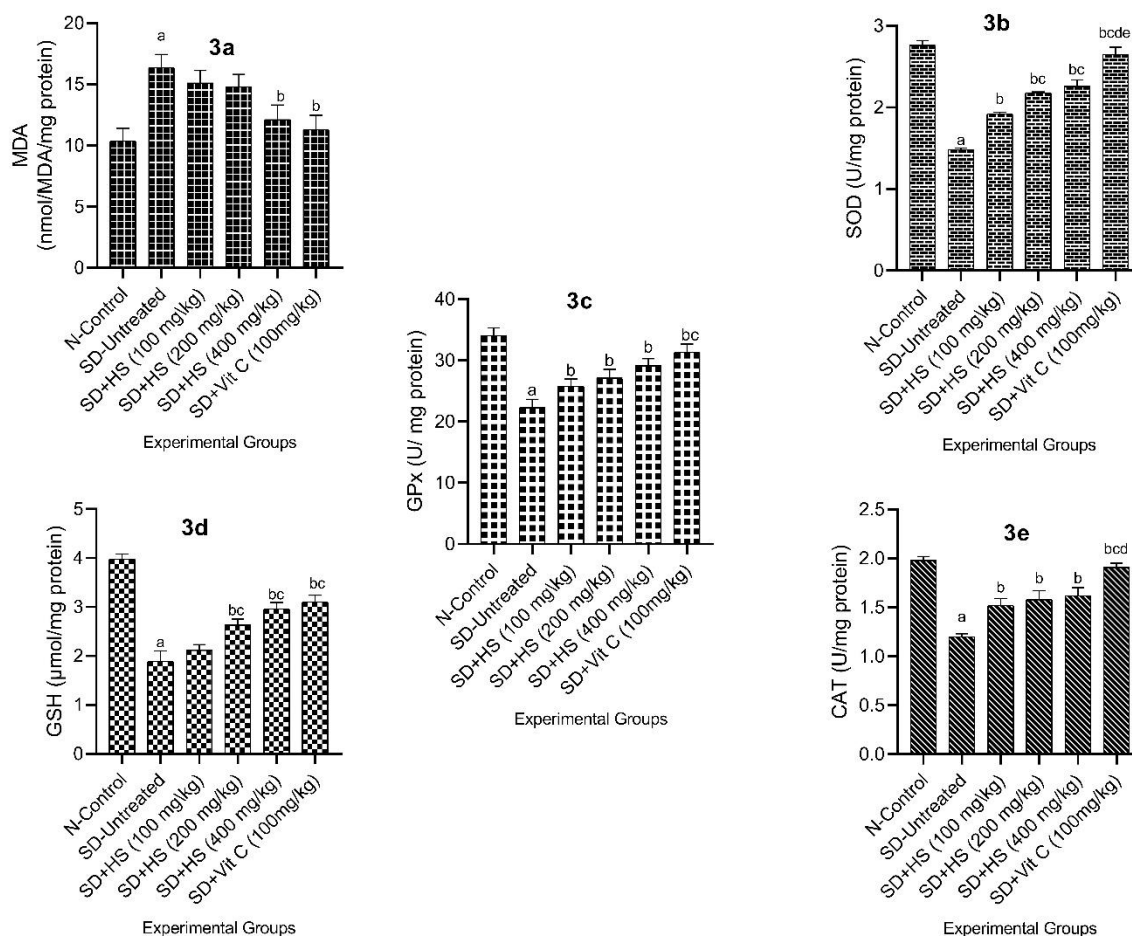 3a
MDA
(nmol/MDA/mg protein)
20
15
10
5
0
a
b
b
N-Control
SD-Untreated
SD+HS (100 mg\kg)
SD+HS (200 mg/kg)
SD+HS (400 mg/kg)
SD+Vit C (100mg/kg)
Experimental Groups
3b
SOD (U/mg protein)
3
2
1
0
a
b
bc
bc
bcde
N-Control
SD-Untreated
SD+HS (100 mg\kg)
SD+HS (200 mg/kg)
SD+HS (400 mg/kg)
SD+Vit C (100mg/kg)
Experimental Groups
3c
GPx (U/ mg protein)
40
30
20
10
0
a
b
b
b
bc
N-Control
SD-Untreated
SD+HS (100 mg\kg)
SD+HS (200 mg/kg)
SD+HS (400 mg/kg)
SD+Vit C (100mg/kg)
Experimental Groups
3d
GSH (μmol/mg protein)
5
4
3
2
1
0
a
bc
bc
bc
N-Control
SD-Untreated
SD+HS (100 mg\kg)
SD+HS (200 mg/kg)
SD+HS (400 mg/kg)
SD+Vit C (100mg/kg)
Experimental Groups
3e
CAT (U/mg protein)
2.5
2.0
1.5
1.0
0.5
0.0
a
b
b
b
bcd
N-Control
SD-Untreated
SD+HS (100 mg\kg)
SD+HS (200 mg/kg)
SD+HS (400 mg/kg)
SD+Vit C (100mg/kg)
Experimental Groups